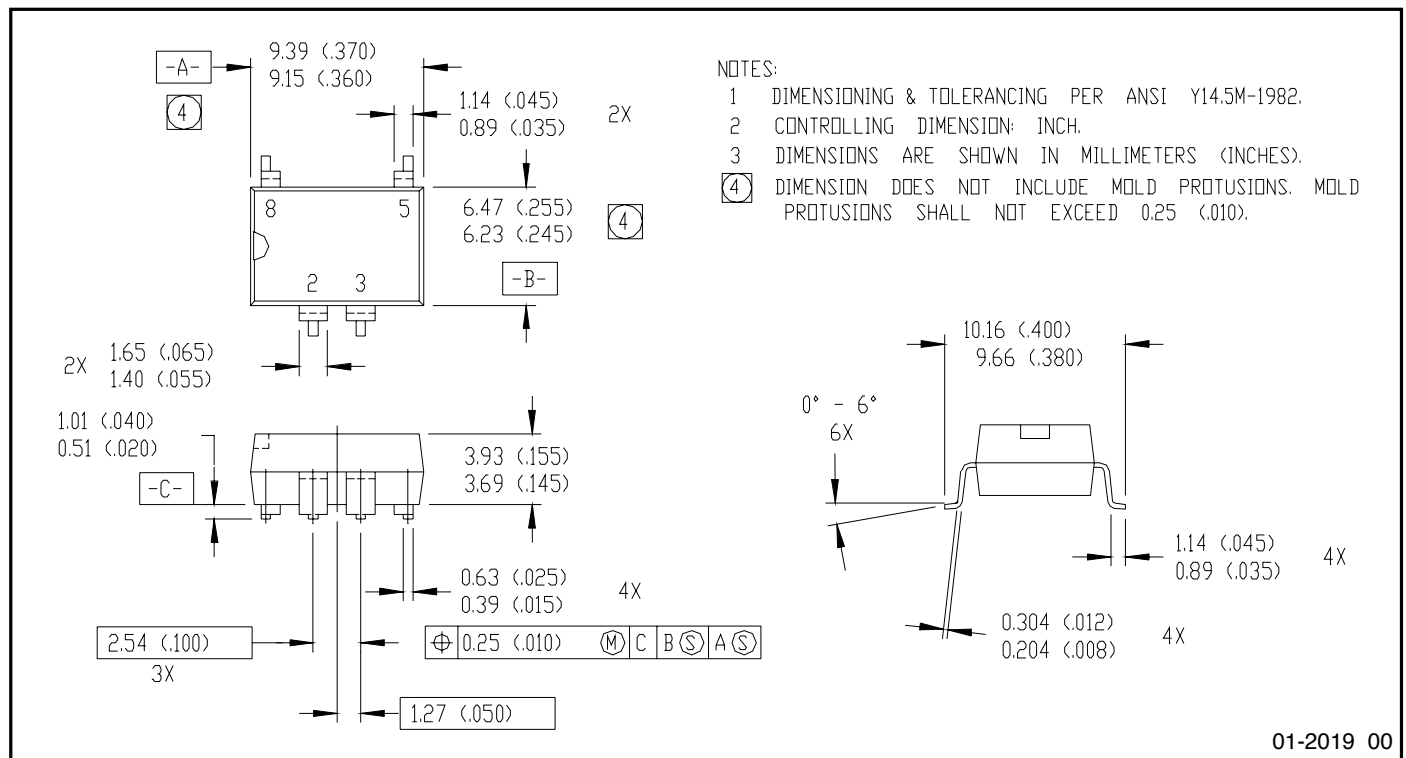 -A-
9.39 (.370)
9.15 (.360)
4
1.14 (.045)
0.89 (.035)
2X
8
5
6.47 (.255)
6.23 (.245)
4
2
3
-B-
2X
1.65 (.065)
1.40 (.055)
1.01 (.040)
0.51 (.020)
-C-
3.93 (.155)
3.69 (.145)
0.63 (.025)
0.39 (.015)
4X
2.54 (.100)
3X
⌖ 0.25 (.010) Ⓜ C B Ⓢ A Ⓢ
1.27 (.050)
NOTES:
1 DIMENSIONING & TOLERANCING PER ANSI Y14.5M-1982.
2 CONTROLLING DIMENSION: INCH.
3 DIMENSIONS ARE SHOWN IN MILLIMETERS (INCHES).
4 DIMENSION DOES NOT INCLUDE MOLD PROTUSIONS. MOLD
PROTUSIONS SHALL NOT EXCEED 0.25 (.010).
10.16 (.400)
9.66 (.380)
0° - 6°
6X
1.14 (.045)
0.89 (.035)
4X
0.304 (.012)
0.204 (.008)
4X
01-2019 00